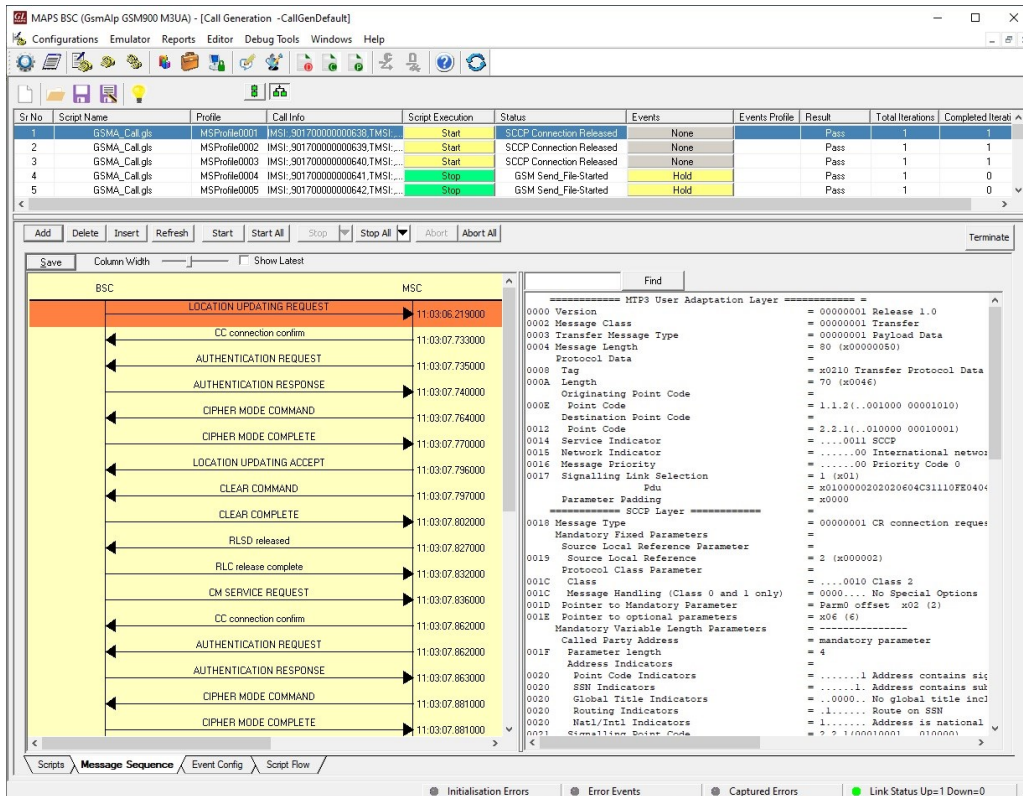 MAPS BSC (GsmAlp GSM900 M3UA) - [Call Generation -CallGenDefault]
Configurations Emulator Reports Editor Debug Tools Windows Help
Sr No Script Name Profile Call Info Script Execution Status Events Events Profile Result Total Iterations Completed Iterati
1 GSMA_Call.gls MSProfile0001 IMSI:,901700000000638,TMSI:,... Start SCCP Connection Released None Pass 1 1
2 GSMA_Call.gls MSProfile0002 IMSI:,901700000000639,TMSI:,... Start SCCP Connection Released None Pass 1 1
3 GSMA_Call.gls MSProfile0003 IMSI:,901700000000640,TMSI:,... Start SCCP Connection Released None Pass 1 1
4 GSMA_Call.gls MSProfile0004 IMSI:,901700000000641,TMSI:,... Stop GSM Send_File-Started Hold Pass 1 0
5 GSMA_Call.gls MSProfile0005 IMSI:,901700000000642,TMSI:,... Stop GSM Send_File-Started Hold Pass 1 0
Add Delete Insert Refresh Start Start All Stop Stop All Abort Abort All Terminate
Save Column Width Show Latest
BSC MSC
LOCATION UPDATING REQUEST 11:03:06.219000
CC connection confirm 11:03:07.733000
AUTHENTICATION REQUEST 11:03:07.735000
AUTHENTICATION RESPONSE 11:03:07.740000
CIPHER MODE COMMAND 11:03:07.764000
CIPHER MODE COMPLETE 11:03:07.770000
LOCATION UPDATING ACCEPT 11:03:07.796000
CLEAR COMMAND 11:03:07.797000
CLEAR COMPLETE 11:03:07.802000
RLSD released 11:03:07.827000
RLC release complete 11:03:07.832000
CM SERVICE REQUEST 11:03:07.836000
CC connection confirm 11:03:07.862000
AUTHENTICATION REQUEST 11:03:07.862000
AUTHENTICATION RESPONSE 11:03:07.863000
CIPHER MODE COMMAND 11:03:07.881000
CIPHER MODE COMPLETE 11:03:07.881000
Find
============ MTP3 User Adaptation Layer ============ =
0000 Version = 00000001 Release 1.0
0002 Message Class = 00000001 Transfer
0003 Transfer Message Type = 00000001 Payload Data
0004 Message Length = 80 (x00000050)
Protocol Data =
0008 Tag = x0210 Transfer Protocol Data
000A Length = 70 (x0046)
Originating Point Code =
000E Point Code = 1.1.2(..001000 00001010)
Destination Point Code =
0012 Point Code = 2.2.1(..010000 00010001)
0014 Service Indicator = ....0011 SCCP
0015 Network Indicator = ......00 International networ
0016 Message Priority = ......00 Priority Code 0
0017 Signalling Link Selection = 1 (x01)
Pdu = x0100000202020604C31110FE0404
Parameter Padding = x0000
============ SCCP Layer ============ =
0018 Message Type = 00000001 CR connection reques
Mandatory Fixed Parameters =
Source Local Reference Parameter =
0019 Source Local Reference = 2 (x000002)
Protocol Class Parameter =
001C Class = ....0010 Class 2
001C Message Handling (Class 0 and 1 only) = 0000.... No Special Options
001D Pointer to Mandatory Parameter = Parm0 offset x02 (2)
001E Pointer to optional parameters = x06 (6)
Mandatory Variable Length Parameters = ---------------
Called Party Address = mandatory parameter
001F Parameter length = 4
Address Indicators =
0020 Point Code Indicators = .......1 Address contains sig
0020 SSN Indicators = ......1. Address contains sub
0020 Global Title Indicators = ..0000.. No global title incl
0020 Routing Indicators = .1...... Route on SSN
0020 Natl/Intl Indicators = 1....... Address is national
0021 Signalling Point Code = 2.2.1(00010001 ..010000)
Scripts Message Sequence Event Config Script Flow
Initialisation Errors Error Events Captured Errors Link Status Up=1 Down=0